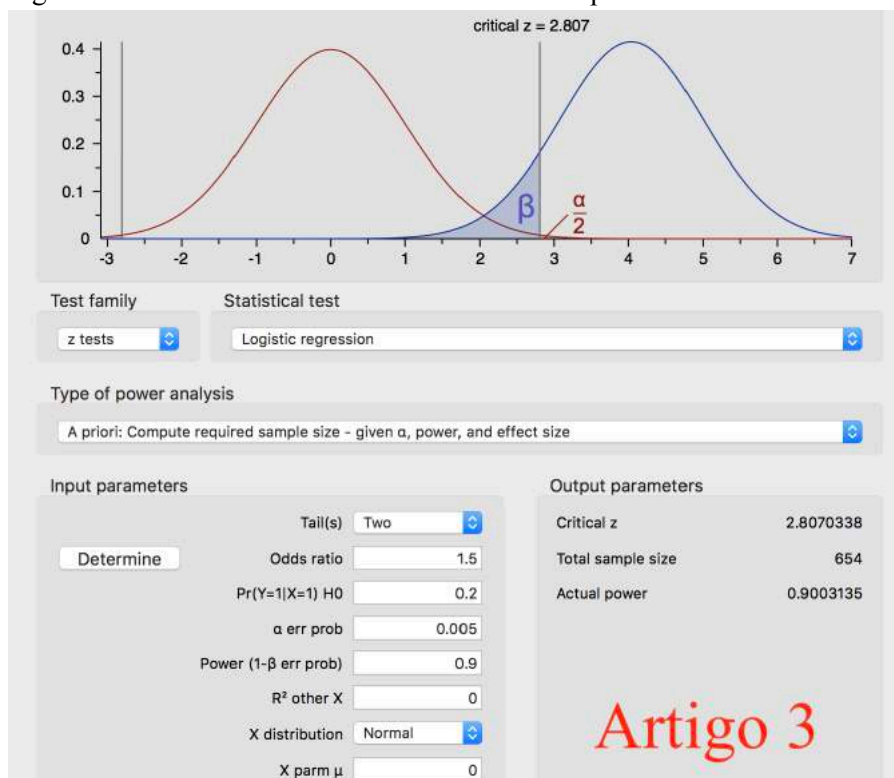 critical z = 2.807
0.4
0.3
0.2
0.1
0
β
α
2
-3 -2 -1 0 1 2 3 4 5 6 7
Test family
Statistical test
z tests
Logistic regression
Type of power analysis
A priori: Compute required sample size - given α, power, and effect size
Input parameters
Output parameters
Tail(s) Two
Critical z 2.8070338
Determine
Odds ratio 1.5
Total sample size 654
Pr(Y=1|X=1) H0 0.2
Actual power 0.9003135
α err prob 0.005
Power (1-β err prob) 0.9
R² other X 0
X distribution Normal
Artigo 3
X parm μ 0